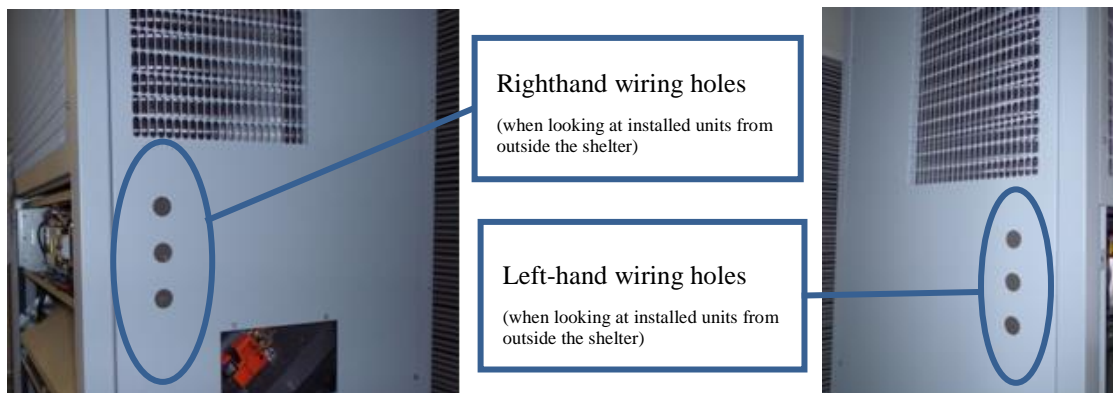 Righthand wiring holes
(when looking at installed units from
outside the shelter)
Left-hand wiring holes
(when looking at installed units from
outside the shelter)